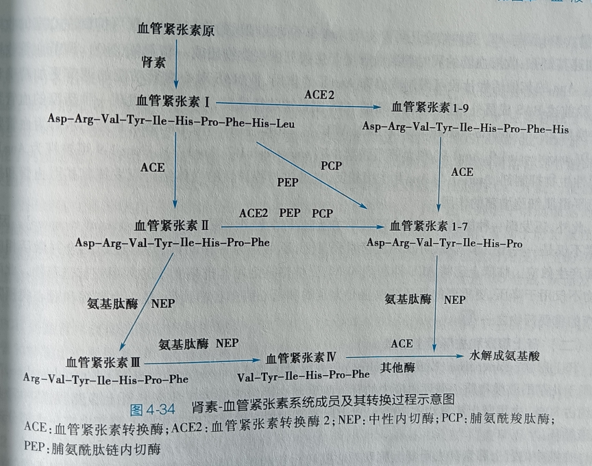 血管紧张素原
肾素
血管紧张素Ⅰ
ACE2
血管紧张素1-9
Asp-Arg-Val-Tyr-Ile-His-Pro-Phe-His-Leu
Asp-Arg-Val-Tyr-Ile-His-Pro-Phe-His
ACE
PCP
PEP
ACE
血管紧张素Ⅱ
ACE2 PEP PCP
血管紧张素1-7
Asp-Arg-Val-Tyr-Ile-His-Pro-Phe
Asp-Arg-Val-Tyr-Ile-His-Pro
氨基肽酶 NEP
氨基肽酶 NEP
血管紧张素Ⅲ
氨基肽酶 NEP
血管紧张素Ⅳ
ACE
其他酶
水解成氨基酸
Arg-Val-Tyr-Ile-His-Pro-Phe
Val-Tyr-Ile-His-Pro-Phe
图 4-34 肾素-血管紧张素系统成员及其转换过程示意图
ACE:血管紧张素转换酶;ACE2:血管紧张素转换酶 2;NEP:中性内切酶;PCP:脯氨酰羧肽酶;
PEP:脯氨酰肽链内切酶